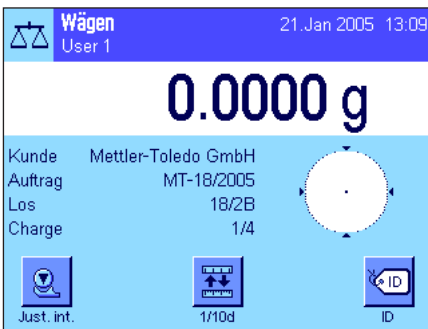 Wägen 21.Jan 2005 13:09
User 1
0.0000 g
Kunde Mettler-Toledo GmbH
Auftrag MT-18/2005
Los 18/2B
Charge 1/4
ID
Just. int. 1/10d ID